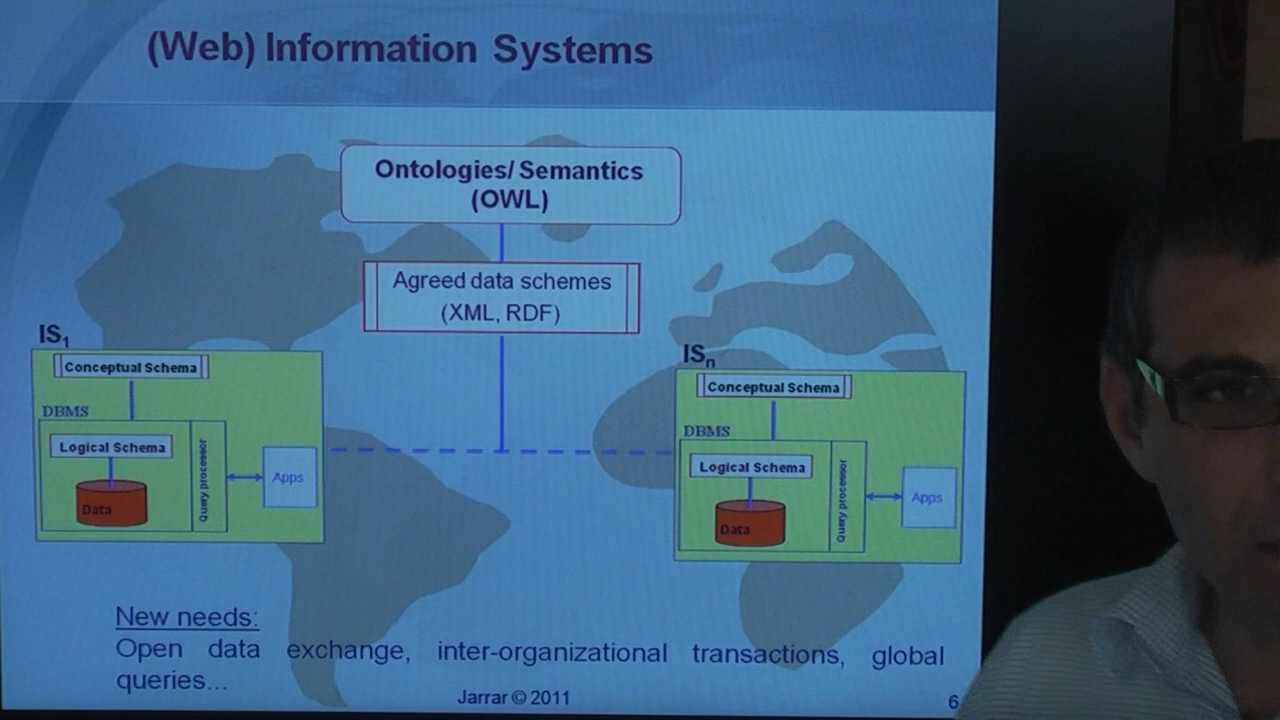 (Web) Information Systems
Ontologies/ Semantics
(OWL)
Agreed data schemes
(XML, RDF)
IS1
Conceptual Schema
DBMS
Logical Schema
Data
Query processor
Apps
ISn
Conceptual Schema
DBMS
Logical Schema
Data
Query processor
Apps
New needs:
Open data exchange, inter-organizational transactions, global
queries...
Jarrar © 2011
6